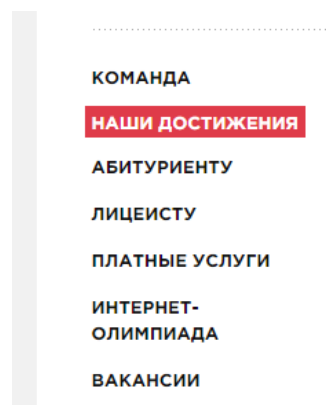 КОМАНДА
НАШИ ДОСТИЖЕНИЯ
АБИТУРИЕНТУ
ЛИЦЕИСТУ
ПЛАТНЫЕ УСЛУГИ
ИНТЕРНЕТ-
ОЛИМПИАДА
ВАКАНСИИ